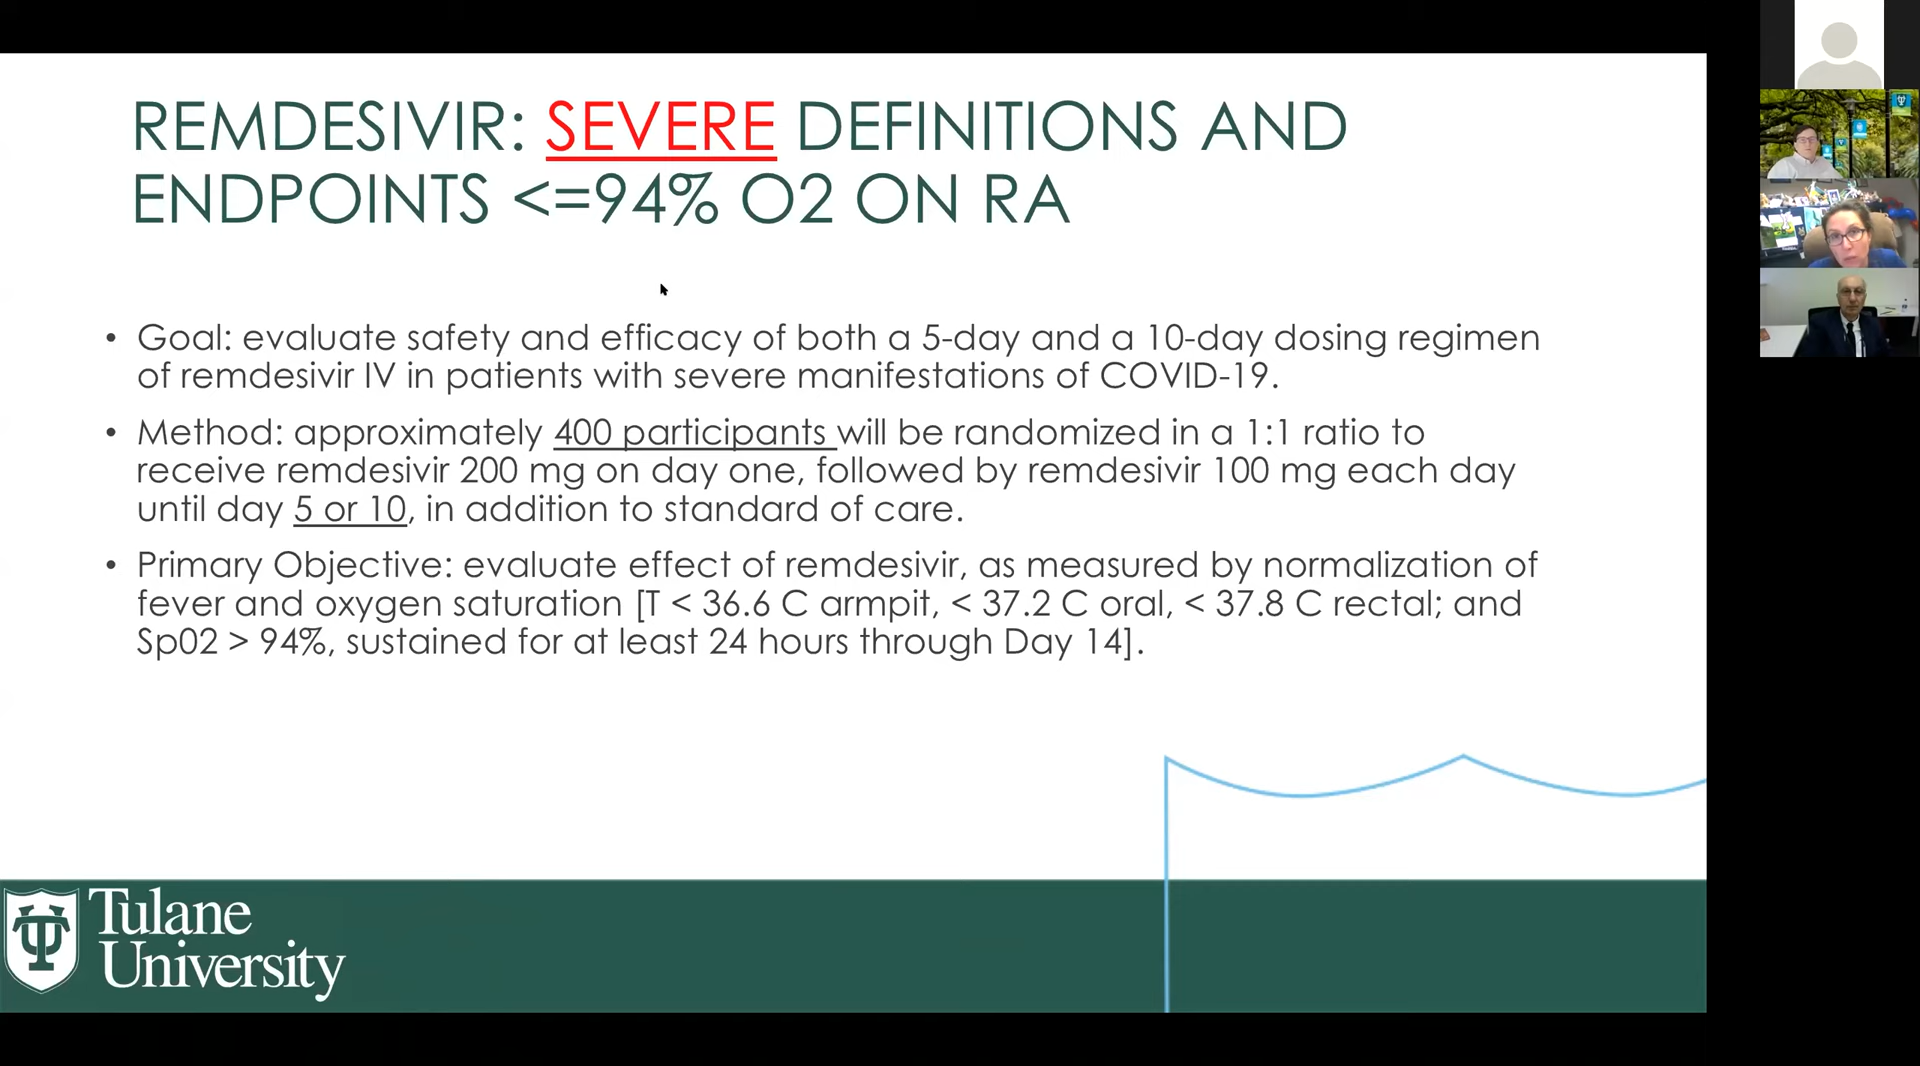 REMDESIVIR: SEVERE DEFINITIONS AND
ENDPOINTS <=94% O2 ON RA
• Goal: evaluate safety and efficacy of both a 5-day and a 10-day dosing regimen
of remdesivir IV in patients with severe manifestations of COVID-19.
• Method: approximately 400 participants will be randomized in a 1:1 ratio to
receive remdesivir 200 mg on day one, followed by remdesivir 100 mg each day
until day 5 or 10, in addition to standard of care.
• Primary Objective: evaluate effect of remdesivir, as measured by normalization of
fever and oxygen saturation [T < 36.6 C armpit, < 37.2 C oral, < 37.8 C rectal; and
Sp02 > 94%, sustained for at least 24 hours through Day 14].
Tulane
University